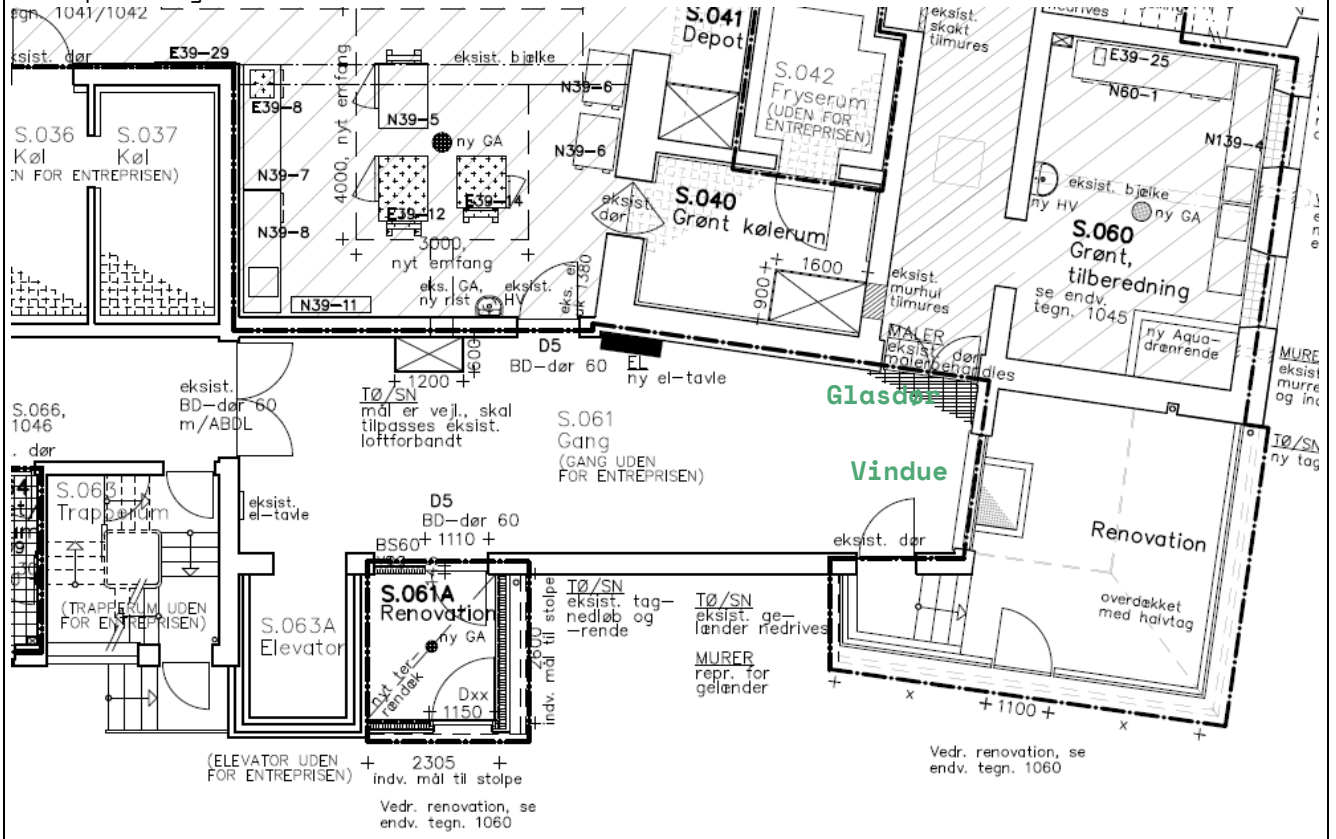 tegn. 1041/1042
eksist. dør
E39-29
E39-8
N39-7
N39-8
N39-11
4000, nyt emfang
N39-5
ny GA
E39-12
E39-14
3000,
nyt emfang
eks. GA,
ny rist
eksist.
HV
eksist. bjelke
N39-6
N39-6
S.036
Køl
S.037
Køl
FOR ENTREPRISEN)
S.041
Depot
S.042
Fryserum
(UDEN FOR
ENTREPRISEN)
eksist.
skakt
tilmures
eksist.
dør
S.040
Grønt kølerum
1600
900
eksist.
murhul
tilmures
E39-25
N60-1
N139-4
eksist. bjelke
ny HV
ny GA
S.060
Grønt,
tilberedning
se endv.
tegn. 1045
ny Aqua-
drænrende
MALER
eksist. dør
malerbehandles
Glasdør
Vindue
D5
BD-dør 60
EL
ny el-tavle
600
1200
TØ/SN
mål er vejl., skal
tilpasses eksist.
loftforbandt
eksist.
BD-dør 60
m/ABDL
S.066,
1046
dør
S.061
Gang
(GANG UDEN
FOR ENTREPRISEN)
TØ/SN
ny tag
S.063
Trapperum
(TRAPPERUM UDEN
FOR ENTREPRISEN)
eksist.
el-tavle
D5
BD-dør 60
1110
BS60
S.061A
Renovation
ny GA
nyt ter-
rændæk
Dxx
1150
2600
indv. mål til stolpe
S.063A
Elevator
(ELEVATOR UDEN
FOR ENTREPRISEN)
2305
indv. mål til stolpe
Vedr. renovation, se
endv. tegn. 1060
TØ/SN
eksist. tag-
nedløb og
-rende
TØ/SN
eksist. ge-
lænder nedrives
MURER
repr. for
gelænder
eksist. dør
Renovation
overdækket
med halvtag
1100
x
x
Vedr. renovation, se
endv. tegn. 1060